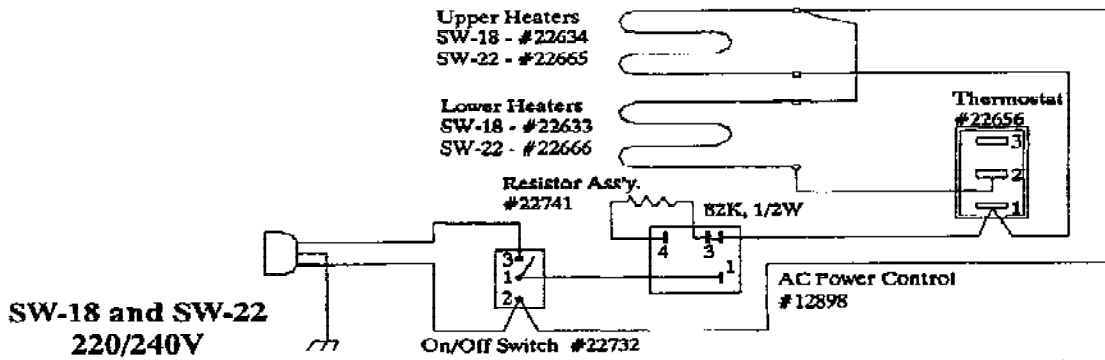 Upper Heaters
SW-18 - #22634
SW-22 - #22665
Lower Heaters
SW-18 - #22633
SW-22 - #22666
Thermostat
#22656
3
2
1
Resistor Ass'y.
#22741
82K, 1/2W
4
3
1
3
1
2
AC Power Control
#12898
SW-18 and SW-22
220/240V
On/Off Switch #22732